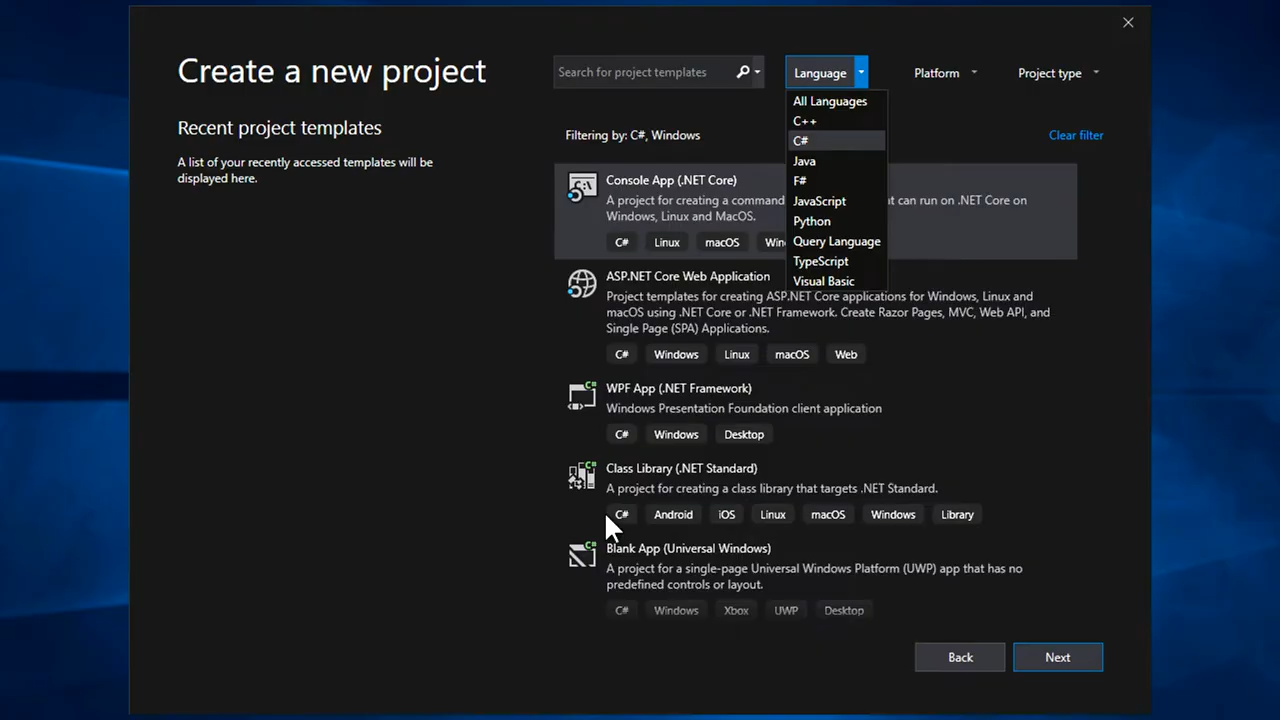 Create a new project
Search for project templates
Language
Platform
Project type
All Languages
C++
C#
Java
F#
JavaScript
Python
Query Language
TypeScript
Visual Basic
Recent project templates
A list of your recently accessed templates will be
displayed here.
Filtering by: C#, Windows
Clear filter
Console App (.NET Core)
A project for creating a command
at can run on .NET Core on
Windows, Linux and MacOS.
C# Linux macOS Win
ASP.NET Core Web Application
Project templates for creating ASP.NET Core applications for Windows, Linux and
macOS using .NET Core or .NET Framework. Create Razor Pages, MVC, Web API, and
Single Page (SPA) Applications.
C# Windows Linux macOS Web
WPF App (.NET Framework)
Windows Presentation Foundation client application
C# Windows Desktop
Class Library (.NET Standard)
A project for creating a class library that targets .NET Standard.
C# Android iOS Linux macOS Windows Library
Blank App (Universal Windows)
A project for a single-page Universal Windows Platform (UWP) app that has no
predefined controls or layout.
C# Windows Xbox UWP Desktop
Back
Next